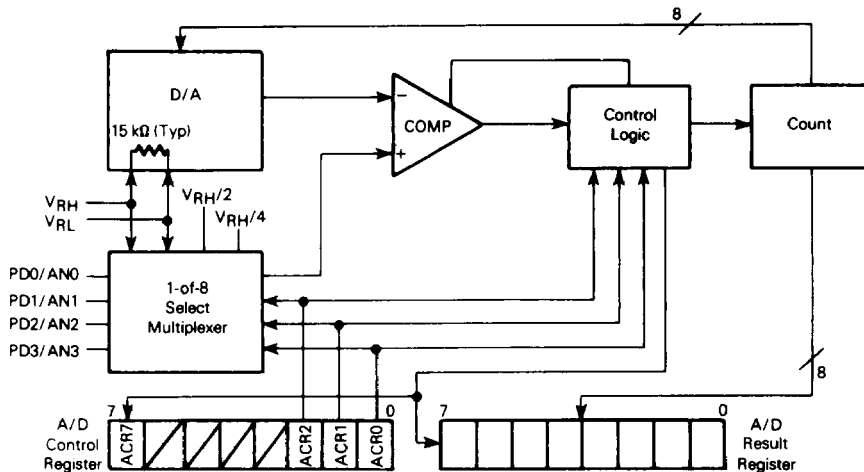 8
D/A
15 kΩ (Typ)
−
COMP
+
Control
Logic
Count
VRH
VRL
VRH/2
VRH/4
PD0/AN0
PD1/AN1
PD2/AN2
PD3/AN3
1-of-8
Select
Multiplexer
8
7
0
7
0
A/D
Control
Register
ACR7
ACR2
ACR1
ACR0
A/D
Result
Register